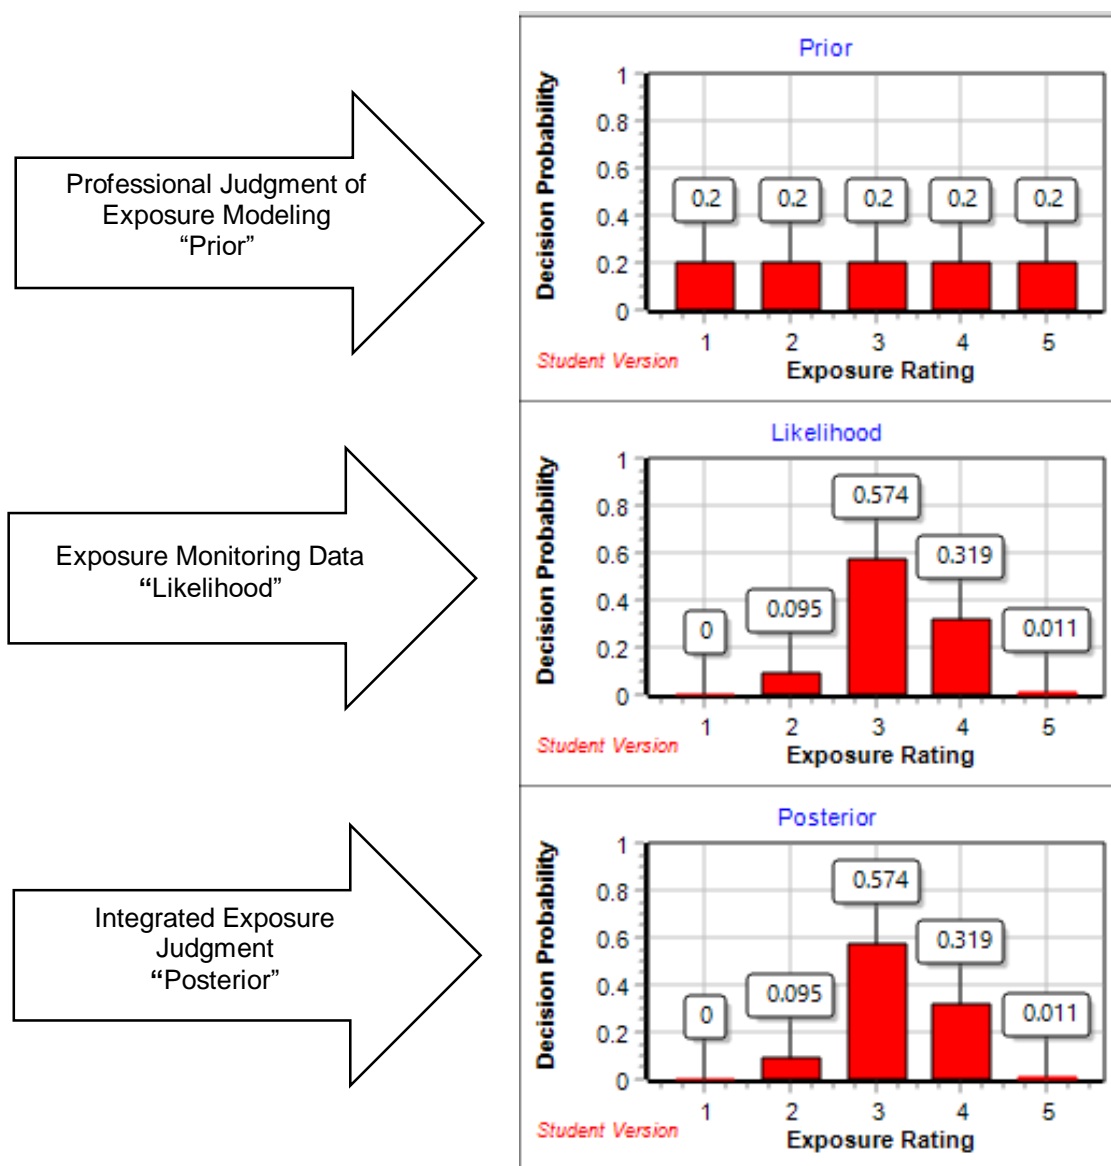 Professional Judgment of
Exposure Modeling
“Prior”
Prior
Decision Probability
1
0.8
0.6
0.4
0.2
0
0.2
0.2
0.2
0.2
0.2
1
2
3
4
5
Student Version
Exposure Rating
Exposure Monitoring Data
“Likelihood”
Likelihood
Decision Probability
1
0.8
0.6
0.4
0.2
0
0
0.095
0.574
0.319
0.011
1
2
3
4
5
Student Version
Exposure Rating
Integrated Exposure
Judgment
“Posterior”
Posterior
Decision Probability
1
0.8
0.6
0.4
0.2
0
0
0.095
0.574
0.319
0.011
1
2
3
4
5
Student Version
Exposure Rating